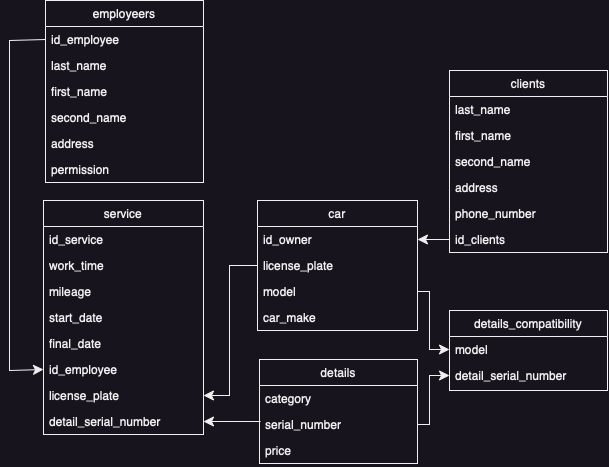 employeers
id_employee
last_name
first_name
second_name
address
permission
clients
last_name
first_name
second_name
address
phone_number
id_clients
service
id_service
work_time
mileage
start_date
final_date
id_employee
license_plate
detail_serial_number
car
id_owner
license_plate
model
car_make
details_compatibility
model
detail_serial_number
details
category
serial_number
price